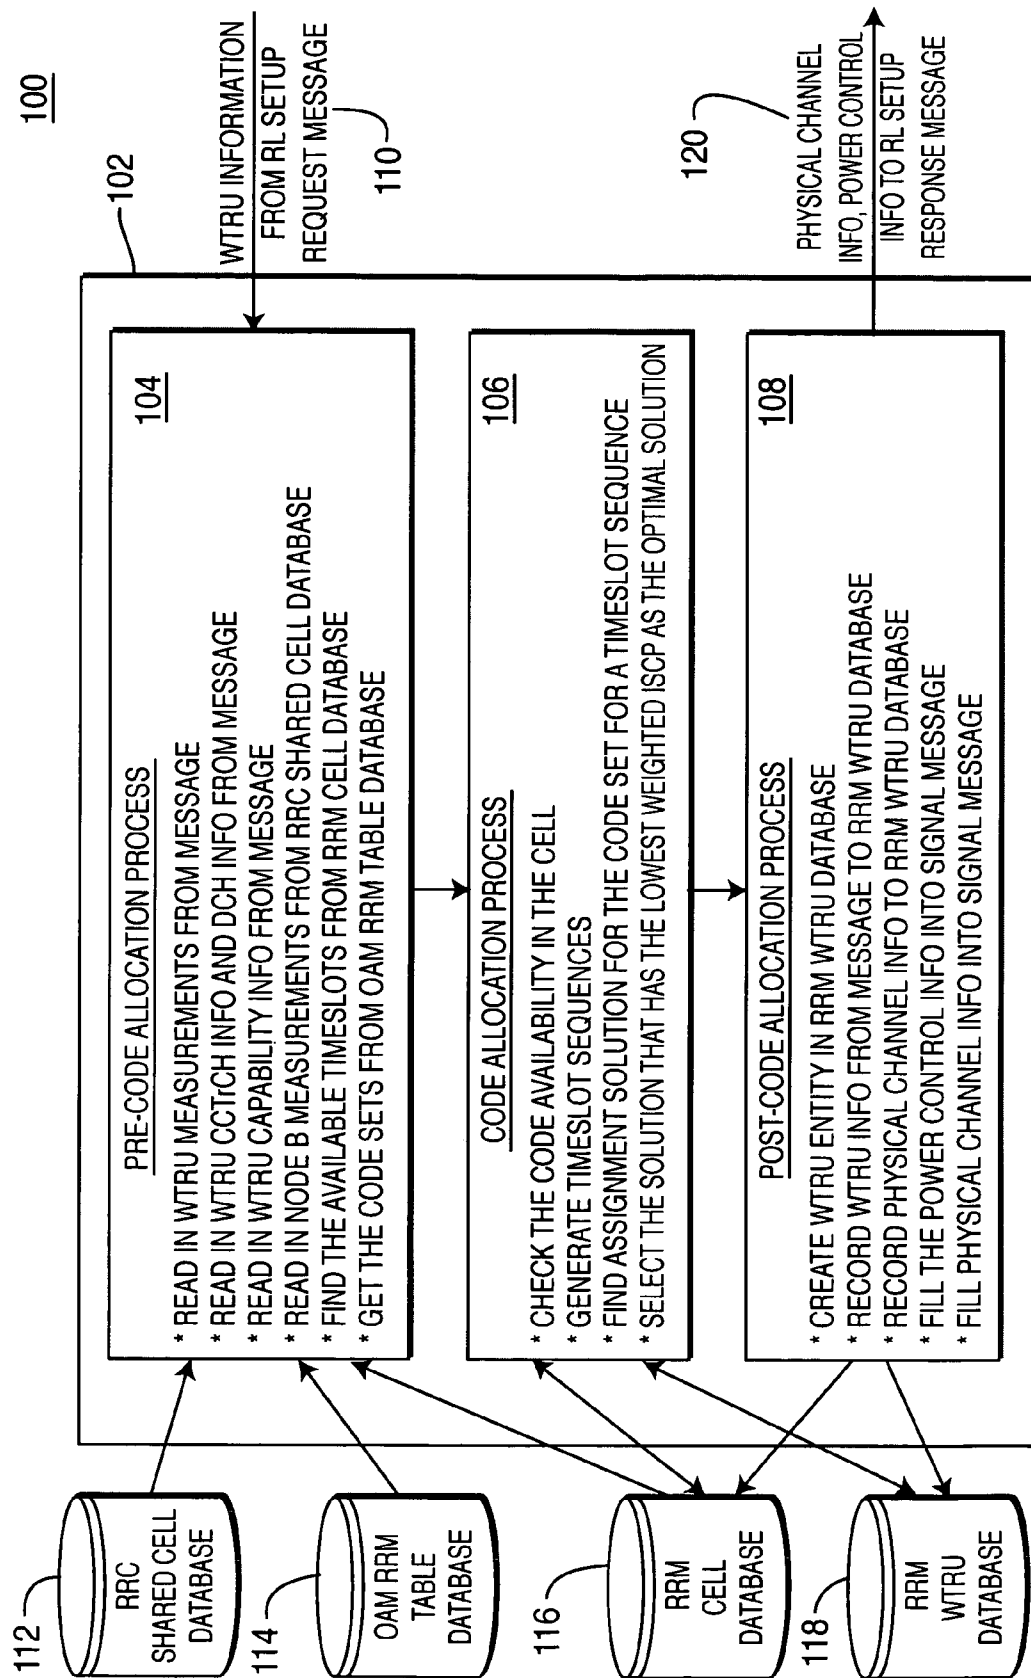 100
102
WTRU INFORMATION
FROM RL SETUP
REQUEST MESSAGE
110
104
PRE-CODE ALLOCATION PROCESS
* READ IN WTRU MEASUREMENTS FROM MESSAGE
* READ IN WTRU CCTrCH INFO AND DCH INFO FROM MESSAGE
* READ IN WTRU CAPABILITY INFO FROM MESSAGE
* READ IN NODE B MEASUREMENTS FROM RRC SHARED CELL DATABASE
* FIND THE AVAILABLE TIMESLOTS FROM RRM CELL DATABASE
* GET THE CODE SETS FROM OAM RRM TABLE DATABASE
106
CODE ALLOCATION PROCESS
* CHECK THE CODE AVAILABILITY IN THE CELL
* GENERATE TIMESLOT SEQUENCES
* FIND ASSIGNMENT SOLUTION FOR THE CODE SET FOR A TIMESLOT SEQUENCE
* SELECT THE SOLUTION THAT HAS THE LOWEST WEIGHTED ISCP AS THE OPTIMAL SOLUTION
108
POST-CODE ALLOCATION PROCESS
* CREATE WTRU ENTITY IN RRM WTRU DATABASE
* RECORD WTRU INFO FROM MESSAGE TO RRM WTRU DATABASE
* RECORD PHYSICAL CHANNEL INFO TO RRM WTRU DATABASE
* FILL THE POWER CONTROL INFO INTO SIGNAL MESSAGE
* FILL PHYSICAL CHANNEL INFO INTO SIGNAL MESSAGE
120
PHYSICAL CHANNEL
INFO, POWER CONTROL
INFO TO RL SETUP
RESPONSE MESSAGE
112
RRC
SHARED CELL
DATABASE
114
OAM RRM
TABLE
DATABASE
116
RRM
CELL
DATABASE
118
RRM
WTRU
DATABASE